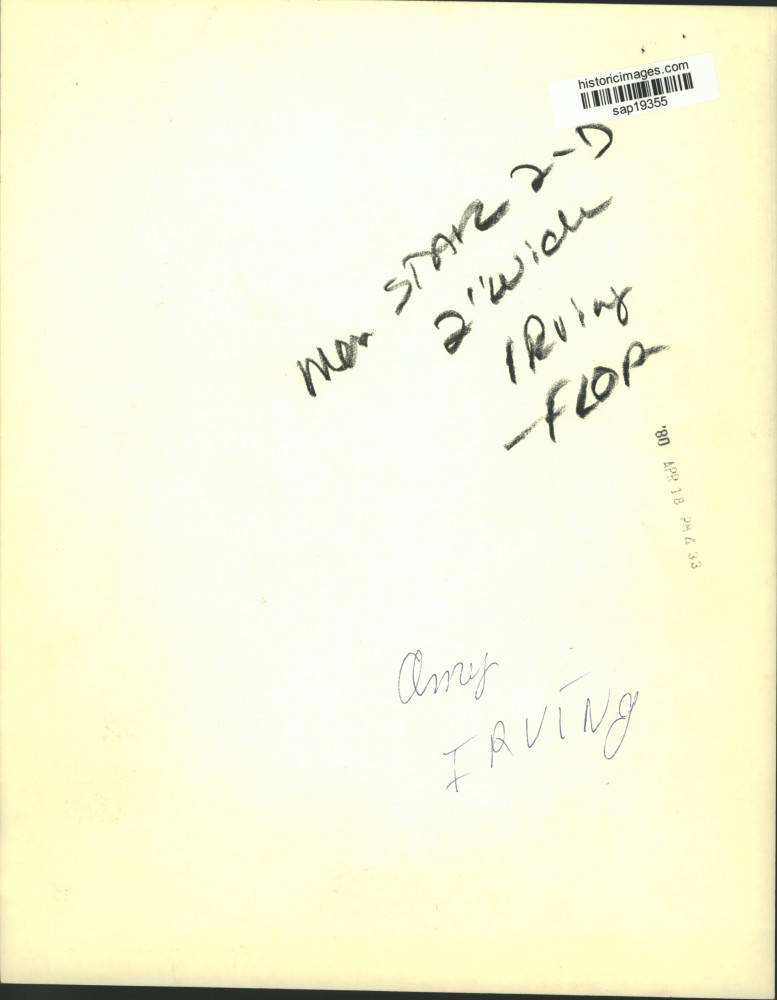 historicimages.com
sap19355
Mon STAR 2-D
2" wide
IRving
-FLOP
'80 APR 18 PM 4 33
Amy
IRVING